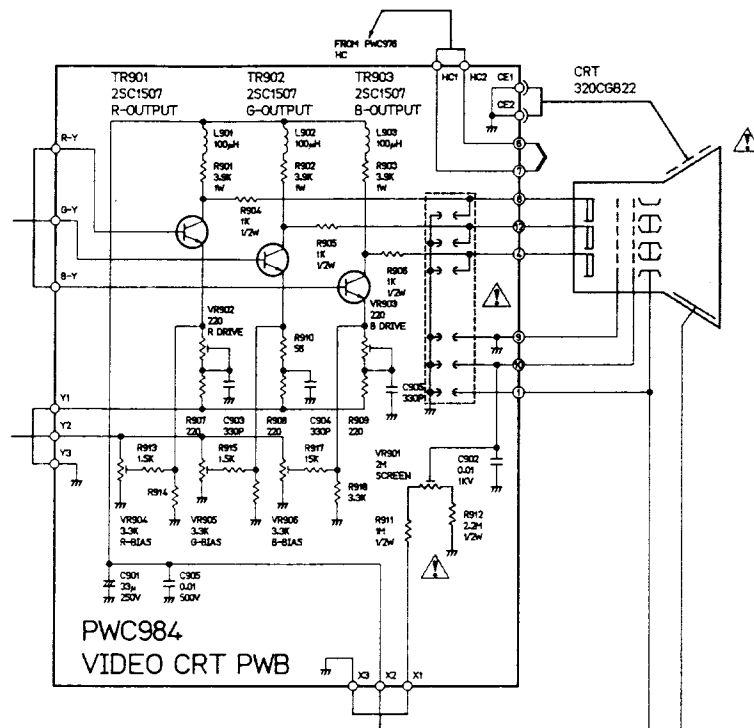 FROM PWC976
HC
HC1
HC2
CE1
CE2
CRT
320CGB22
TR901
2SC1507
R-OUTPUT
TR902
2SC1507
G-OUTPUT
TR903
2SC1507
B-OUTPUT
R-Y
G-Y
B-Y
L901
100μH
L902
100μH
L903
100μH
R901
3.9K
1W
R902
3.9K
1W
R903
3.9K
1W
R904
1K
1/2W
R905
1K
1/2W
R906
1K
1/2W
6
7
8
12
4
9
10
1
VR902
220
R DRIVE
R910
56
VR903
220
B DRIVE
C905
330P
Y1
Y2
Y3
R907
220
C903
330P
R908
220
C904
330P
R909
220
R913
1.5K
R914
R915
1.5K
R917
15K
R918
3.3K
VR904
3.3K
R-BIAS
VR905
3.3K
G-BIAS
VR906
3.3K
B-BIAS
VR901
2M
SCREEN
C902
0.01
1KV
R911
1M
1/2W
R912
2.2M
1/2W
C901
33μ
250V
C905
0.01
500V
PWC984
VIDEO CRT PWB
X3
X2
X1